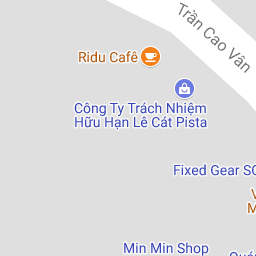 Trần Cao Vân
Ridu Cafê
Công Ty Trách Nhiệm
Hữu Hạn Lê Cát Pista
Fixed Gear
Min Min Shop